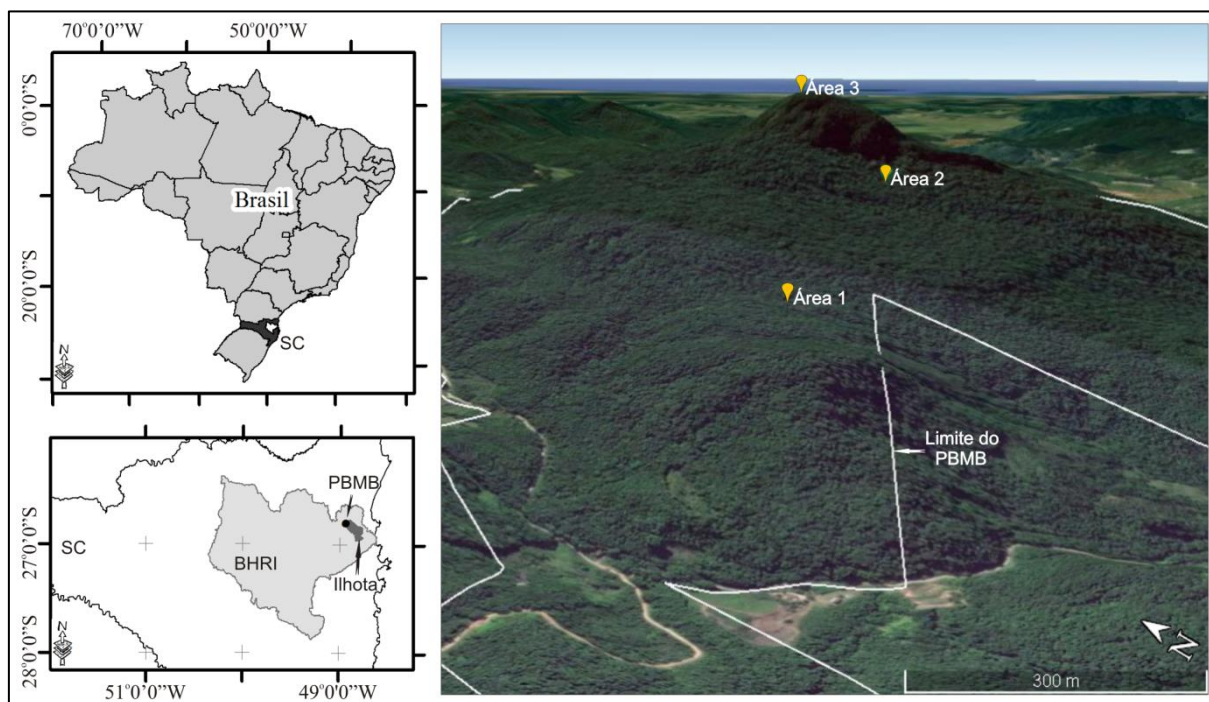 70°0'0"W
50°0'0"W
0°0'0"S
20°0'0"S
Brasil
SC
N
PBMB
27°0'0"S
SC
BHRI
Ilhota
N
28°0'0"S
51°0'0"W
49°0'0"W
Área 3
Área 2
Área 1
Limite do
PBMB
N
300 m